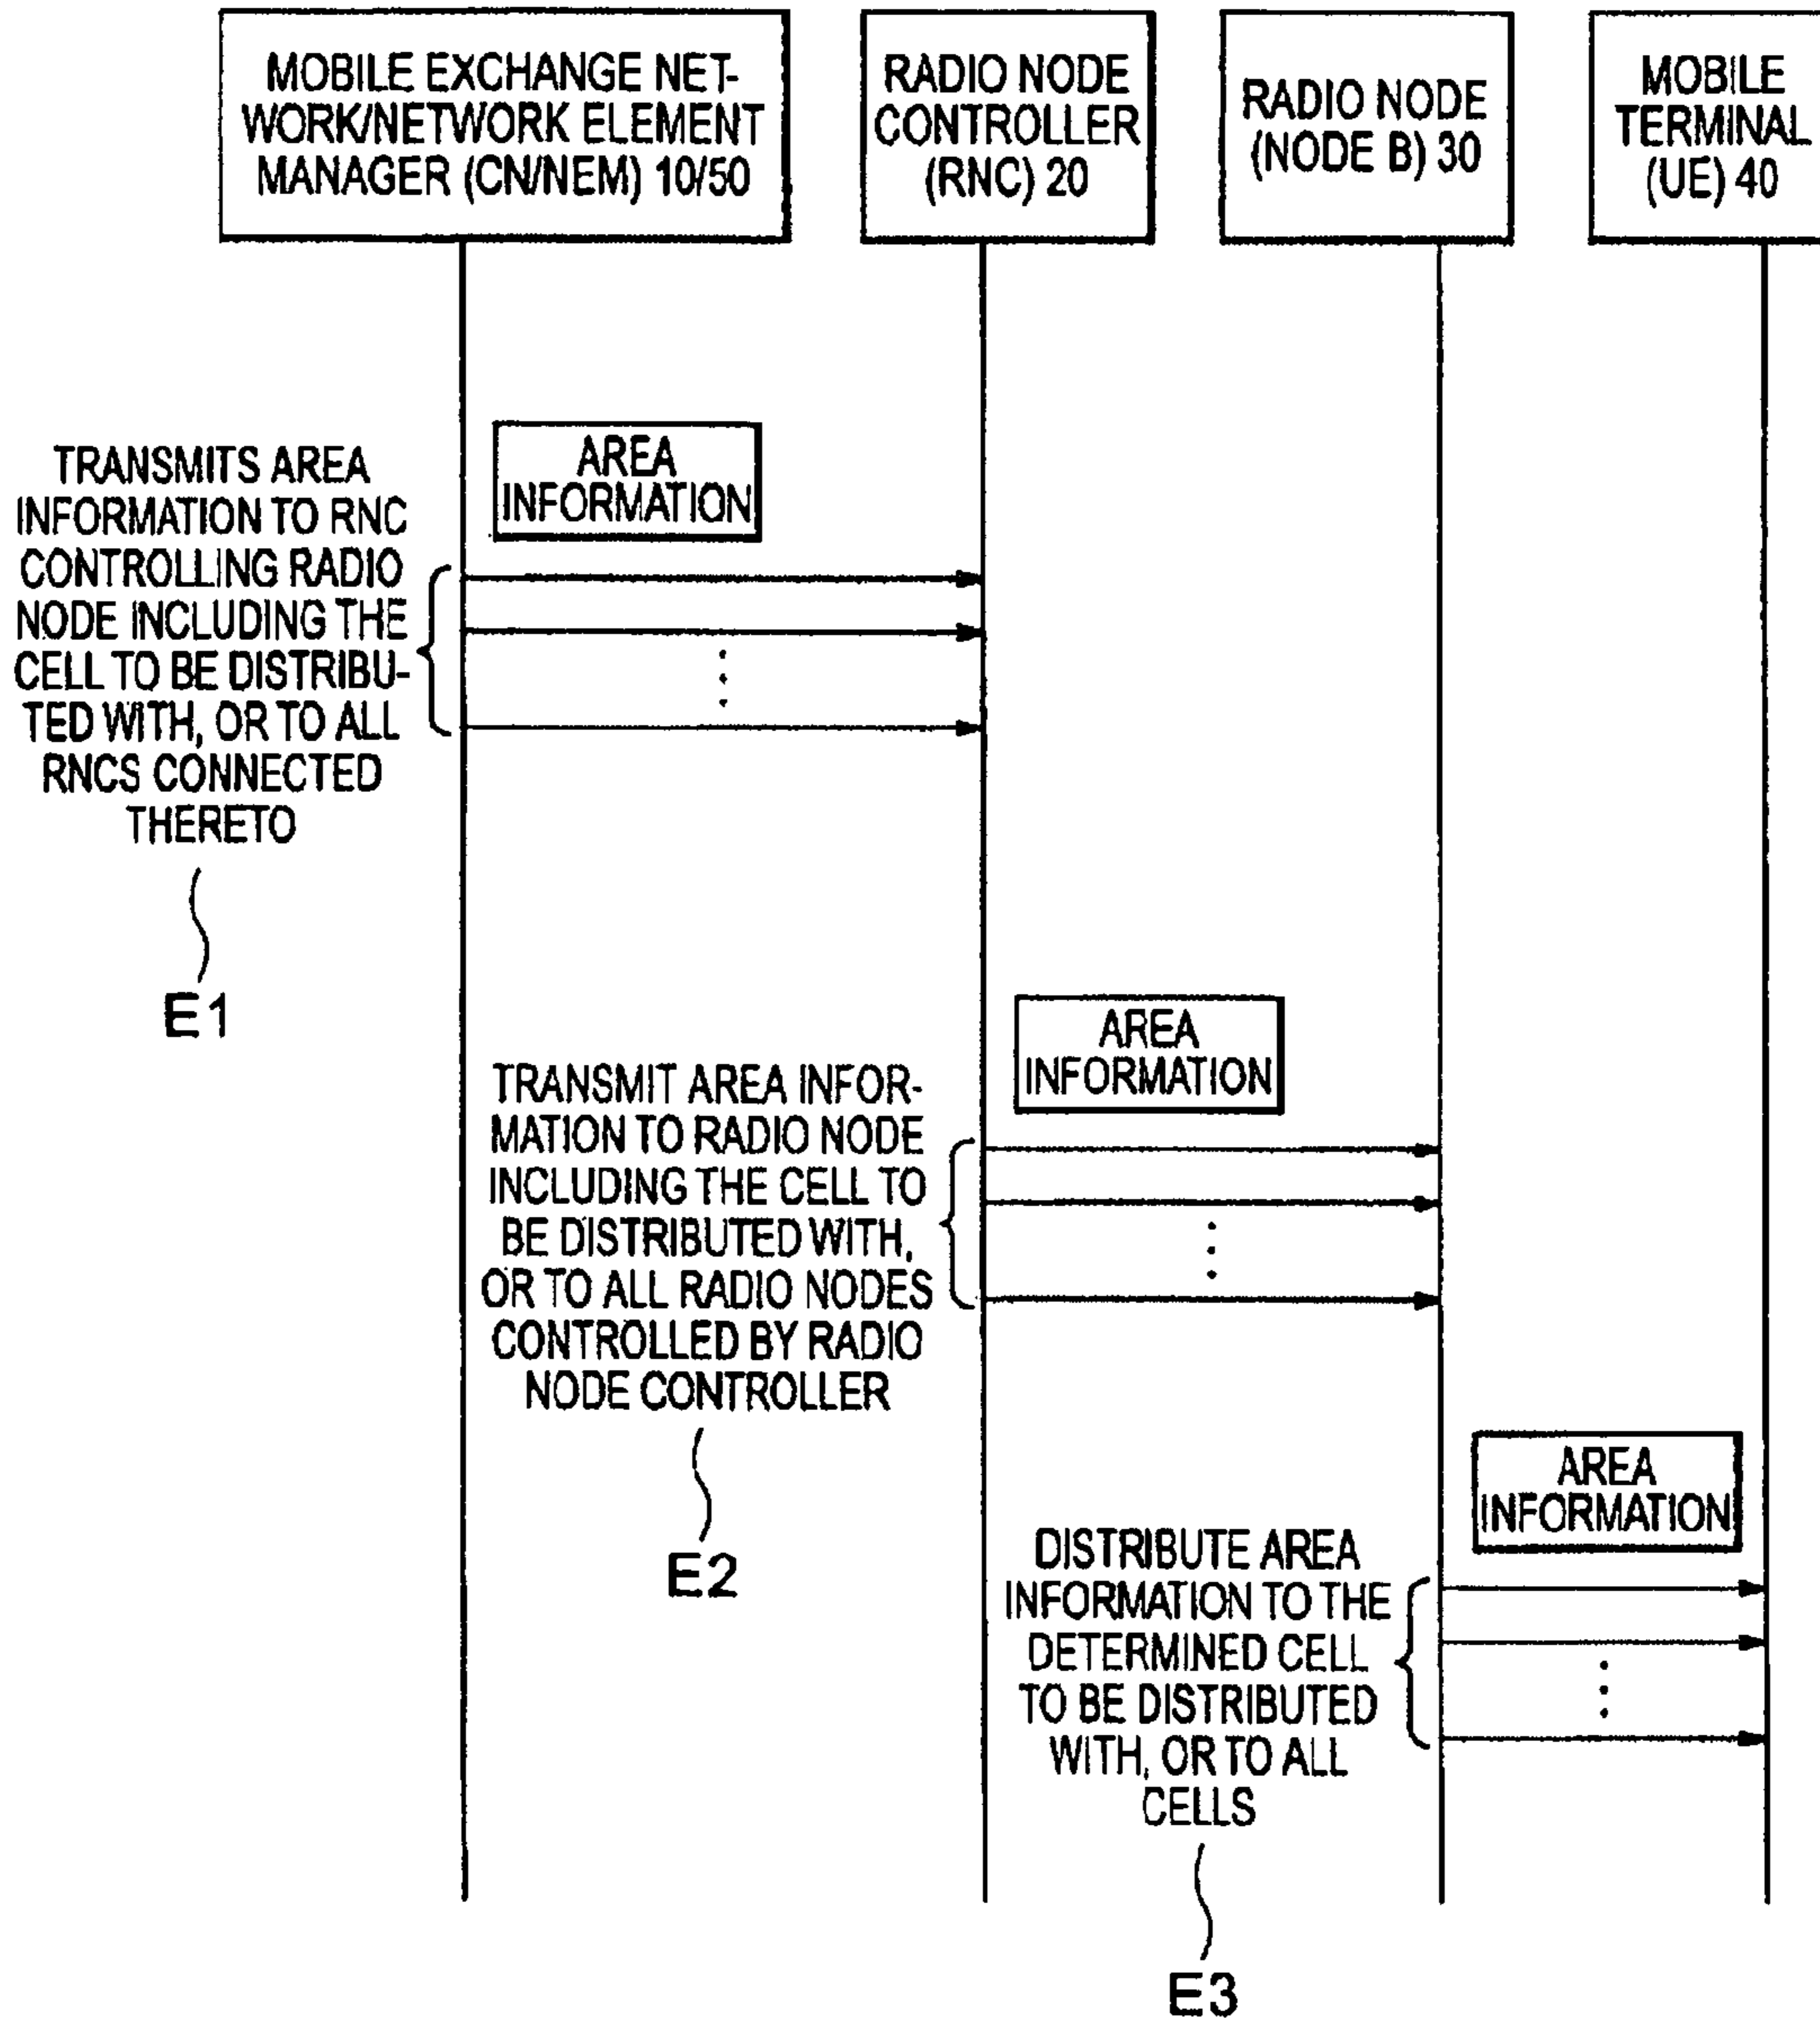 MOBILE EXCHANGE NET-
WORK/NETWORK ELEMENT
MANAGER (CN/NEM) 10/50
RADIO NODE
CONTROLLER
(RNC) 20
RADIO NODE
(NODE B) 30
MOBILE
TERMINAL
(UE) 40
TRANSMITS AREA
INFORMATION TO RNC
CONTROLLING RADIO
NODE INCLUDING THE
CELL TO BE DISTRIBU-
TED WITH, OR TO ALL
RNCS CONNECTED
THERETO
E1
AREA
INFORMATION
TRANSMIT AREA INFOR-
MATION TO RADIO NODE
INCLUDING THE CELL TO
BE DISTRIBUTED WITH,
OR TO ALL RADIO NODES
CONTROLLED BY RADIO
NODE CONTROLLER
E2
AREA
INFORMATION
DISTRIBUTE AREA
INFORMATION TO THE
DETERMINED CELL
TO BE DISTRIBUTED
WITH, OR TO ALL
CELLS
E3
AREA
INFORMATION